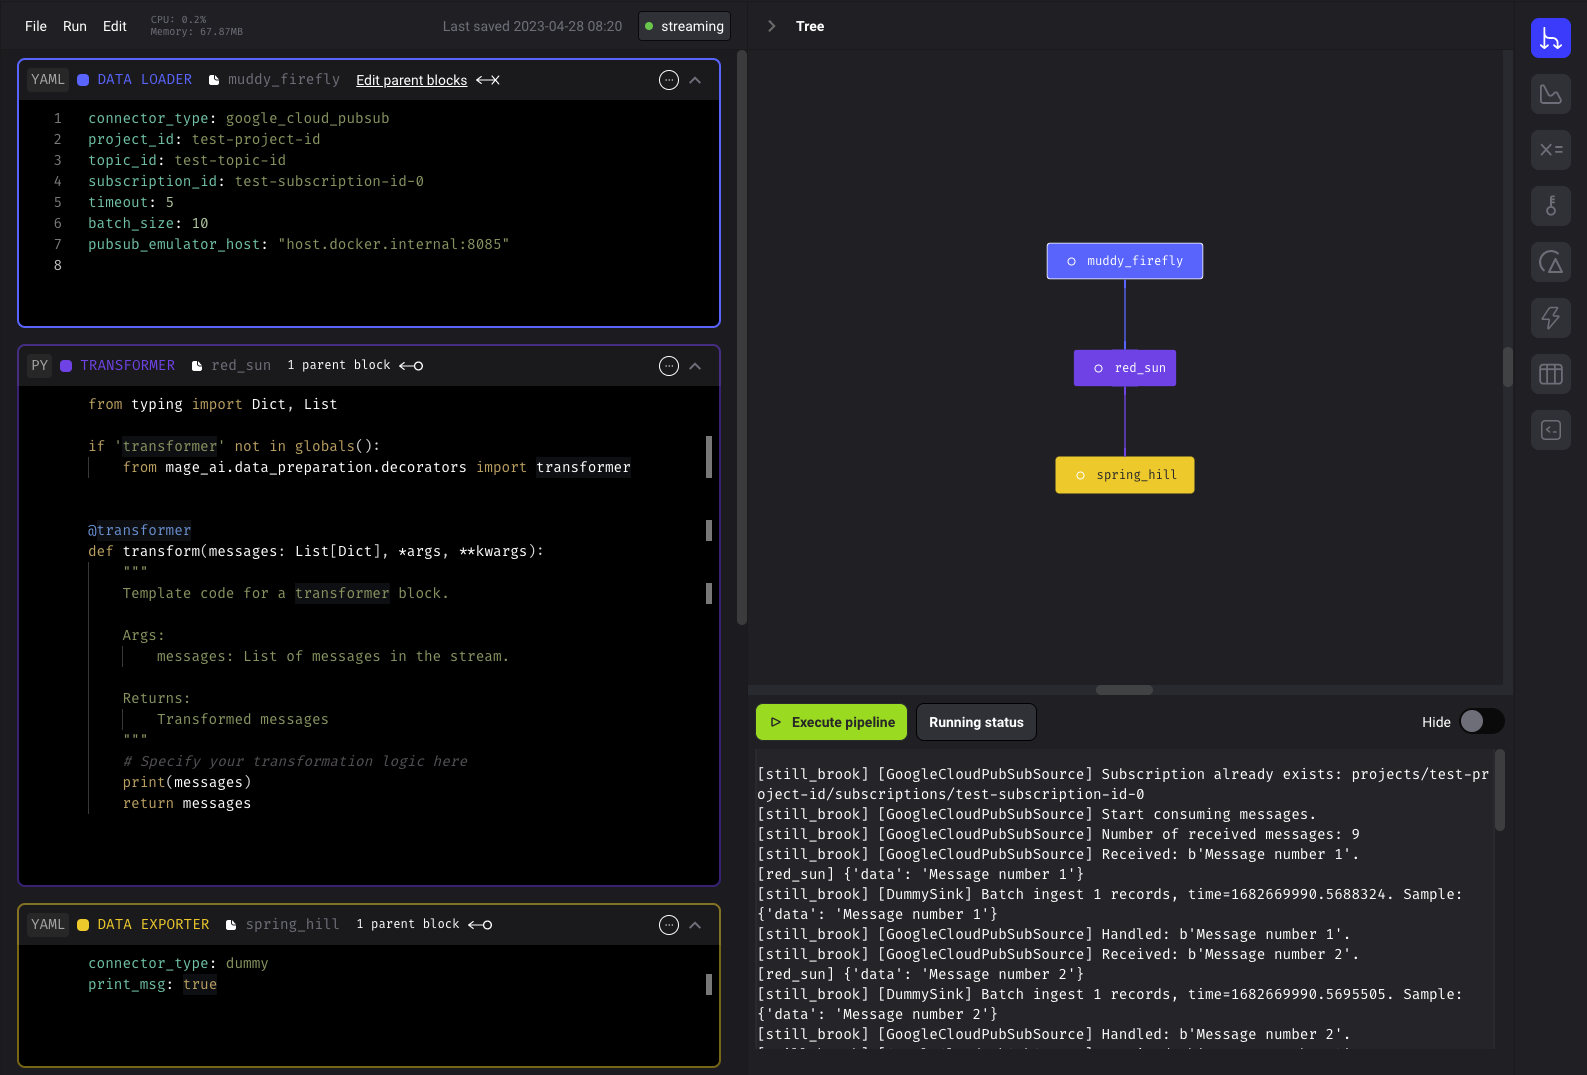 File Run Edit
CPU: 0.2%
Memory: 67.87MB
Last saved 2023-04-28 08:20
streaming
YAML DATA LOADER muddy_firefly Edit parent blocks
1 connector_type: google_cloud_pubsub
2 project_id: test-project-id
3 topic_id: test-topic-id
4 subscription_id: test-subscription-id-0
5 timeout: 5
6 batch_size: 10
7 pubsub_emulator_host: "host.docker.internal:8085"
8
PY TRANSFORMER red_sun 1 parent block
from typing import Dict, List
if 'transformer' not in globals():
from mage_ai.data_preparation.decorators import transformer
@transformer
def transform(messages: List[Dict], *args, **kwargs):
"""
Template code for a transformer block.
Args:
messages: List of messages in the stream.
Returns:
Transformed messages
"""
# Specify your transformation logic here
print(messages)
return messages
YAML DATA EXPORTER spring_hill 1 parent block
connector_type: dummy
print_msg: true
Tree
muddy_firefly
red_sun
spring_hill
Execute pipeline
Running status
Hide
[still_brook] [GoogleCloudPubSubSource] Subscription already exists: projects/test-pr
oject-id/subscriptions/test-subscription-id-0
[still_brook] [GoogleCloudPubSubSource] Start consuming messages.
[still_brook] [GoogleCloudPubSubSource] Number of received messages: 9
[still_brook] [GoogleCloudPubSubSource] Received: b'Message number 1'.
[red_sun] {'data': 'Message number 1'}
[still_brook] [DummySink] Batch ingest 1 records, time=1682669990.5688324. Sample:
{'data': 'Message number 1'}
[still_brook] [GoogleCloudPubSubSource] Handled: b'Message number 1'.
[still_brook] [GoogleCloudPubSubSource] Received: b'Message number 2'.
[red_sun] {'data': 'Message number 2'}
[still_brook] [DummySink] Batch ingest 1 records, time=1682669990.5695505. Sample:
{'data': 'Message number 2'}
[still_brook] [GoogleCloudPubSubSource] Handled: b'Message number 2'.